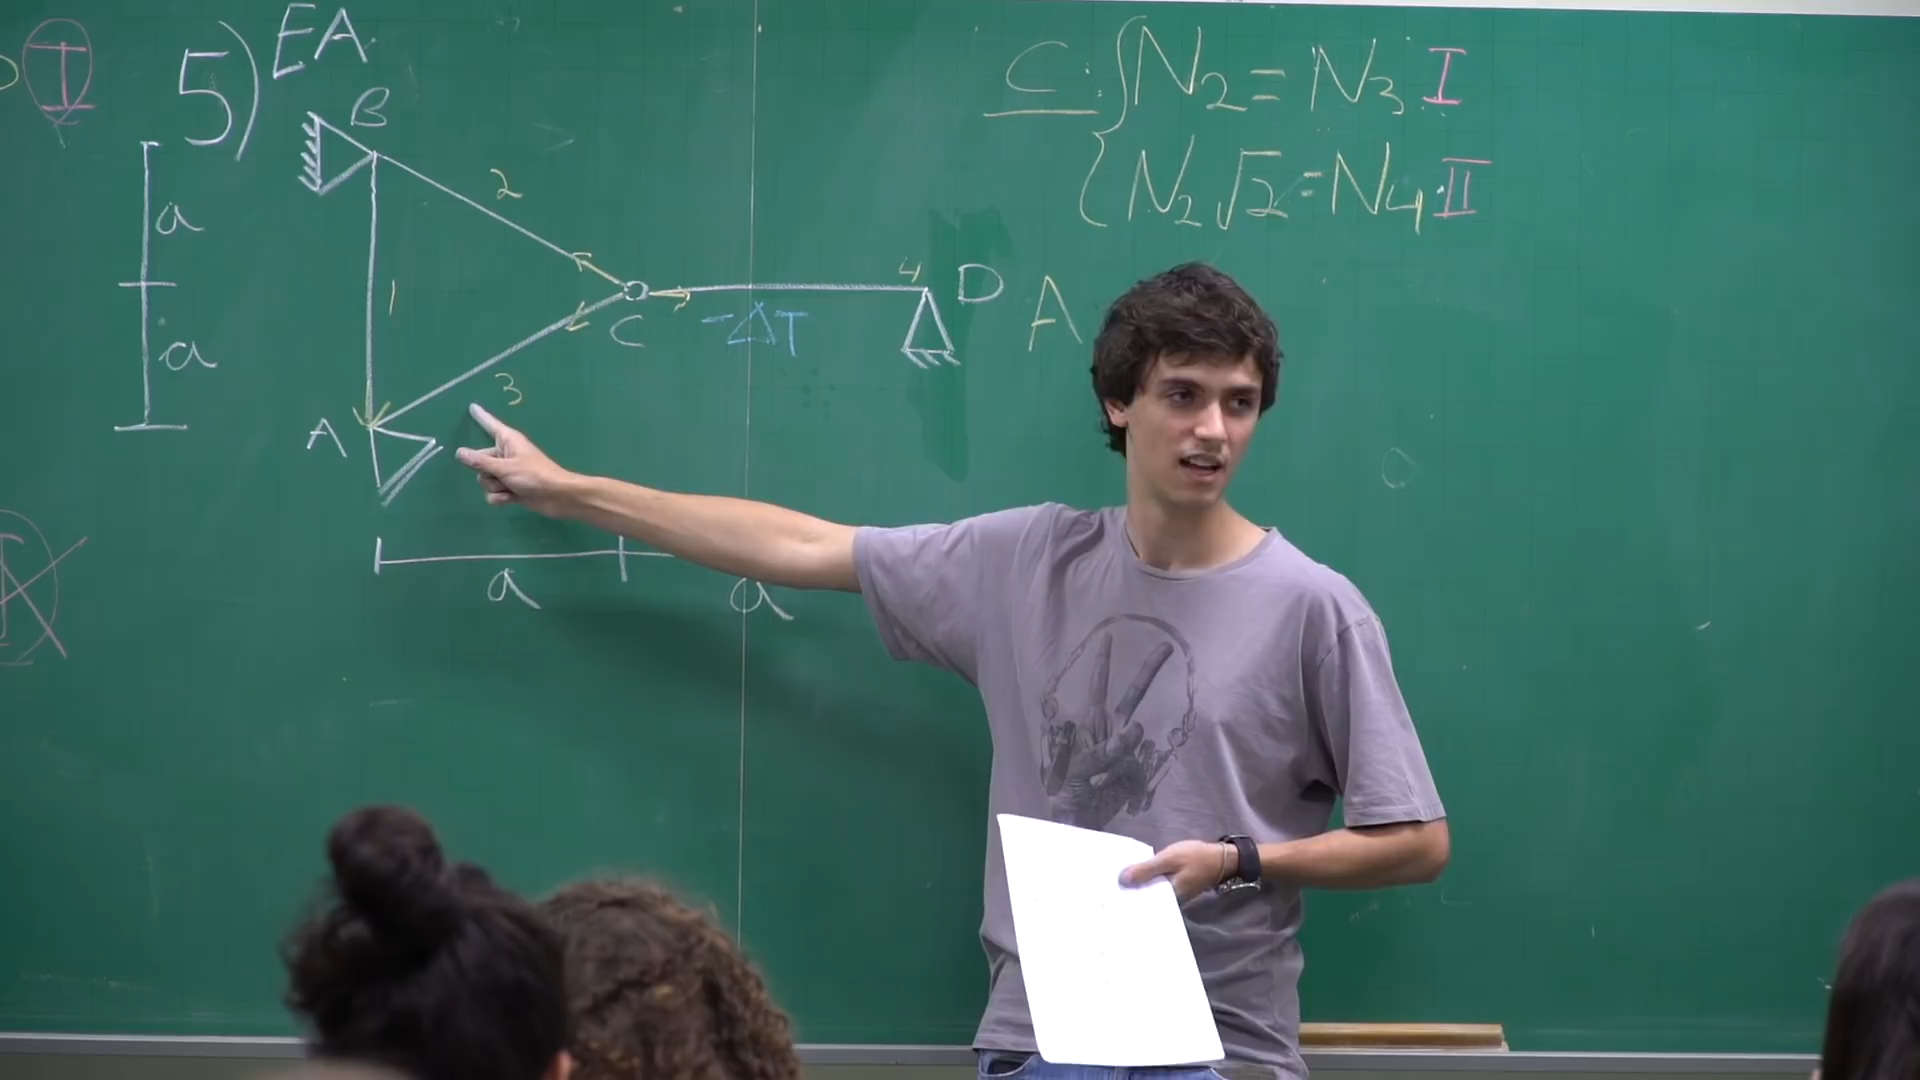 I
5) EA
B
a
2
1
4
D
A
C
-ΔT
a
3
A
a
a
C: { N2 = N3 I
N2 √2 = N4 II